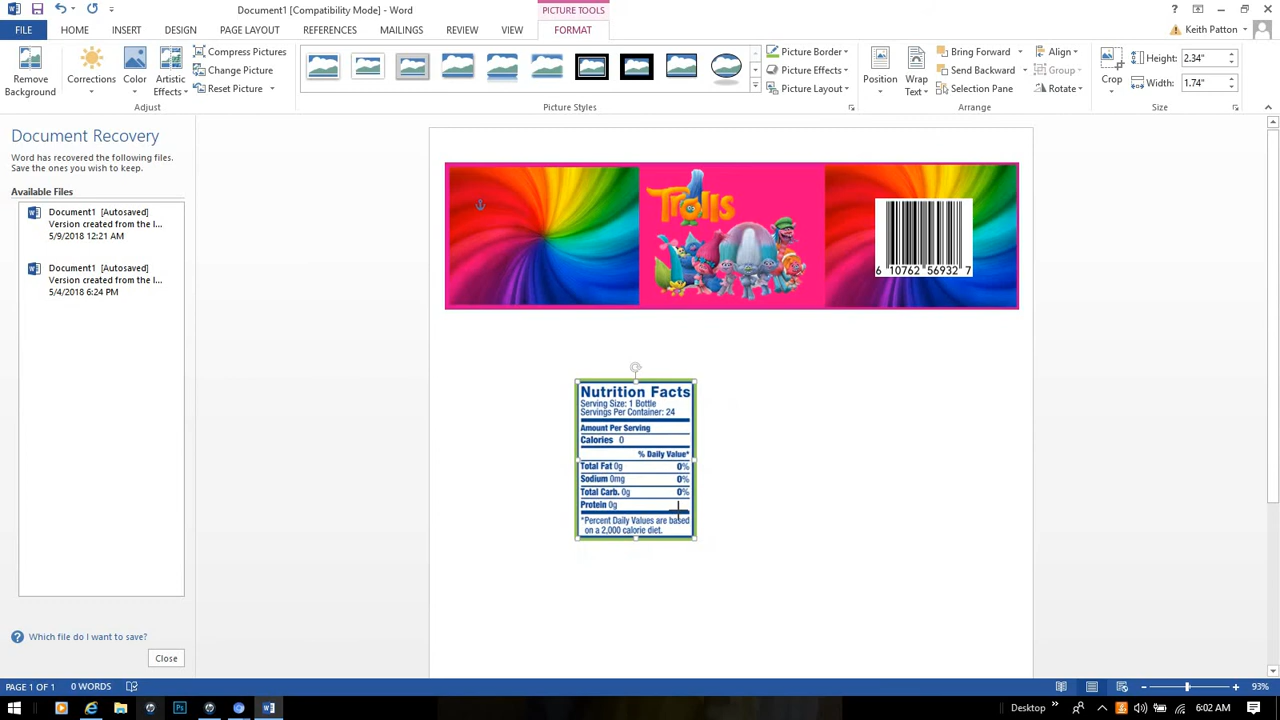 Document1 [Compatibility Mode] - Word
PICTURE TOOLS
FILE
HOME
INSERT
DESIGN
PAGE LAYOUT
REFERENCES
MAILINGS
REVIEW
VIEW
FORMAT
Keith Patton
Remove Background
Corrections
Color
Artistic Effects
Compress Pictures
Change Picture
Reset Picture
Picture Border
Picture Effects
Picture Layout
Position
Wrap Text
Bring Forward
Send Backward
Selection Pane
Align
Group
Rotate
Crop
Height: 2.34"
Width: 1.74"
Adjust
Picture Styles
Arrange
Size
Document Recovery
Word has recovered the following files.
Save the ones you wish to keep.
Available Files
Document1 [Autosaved]
Version created from the l...
5/9/2018 12:21 AM
Document1 [Autosaved]
Version created from the l...
5/4/2018 6:24 PM
Which file do I want to save?
Close
Trolls
6 10762 56932 7
Nutrition Facts
Serving Size: 1 Bottle
Servings Per Container: 24
Amount Per Serving
Calories 0
% Daily Value*
Total Fat 0g 0%
Sodium 0mg 0%
Total Carb. 0g 0%
Protein 0g
*Percent Daily Values are based
on a 2,000 calorie diet.
PAGE 1 OF 1
0 WORDS
93%
Desktop
6:02 AM